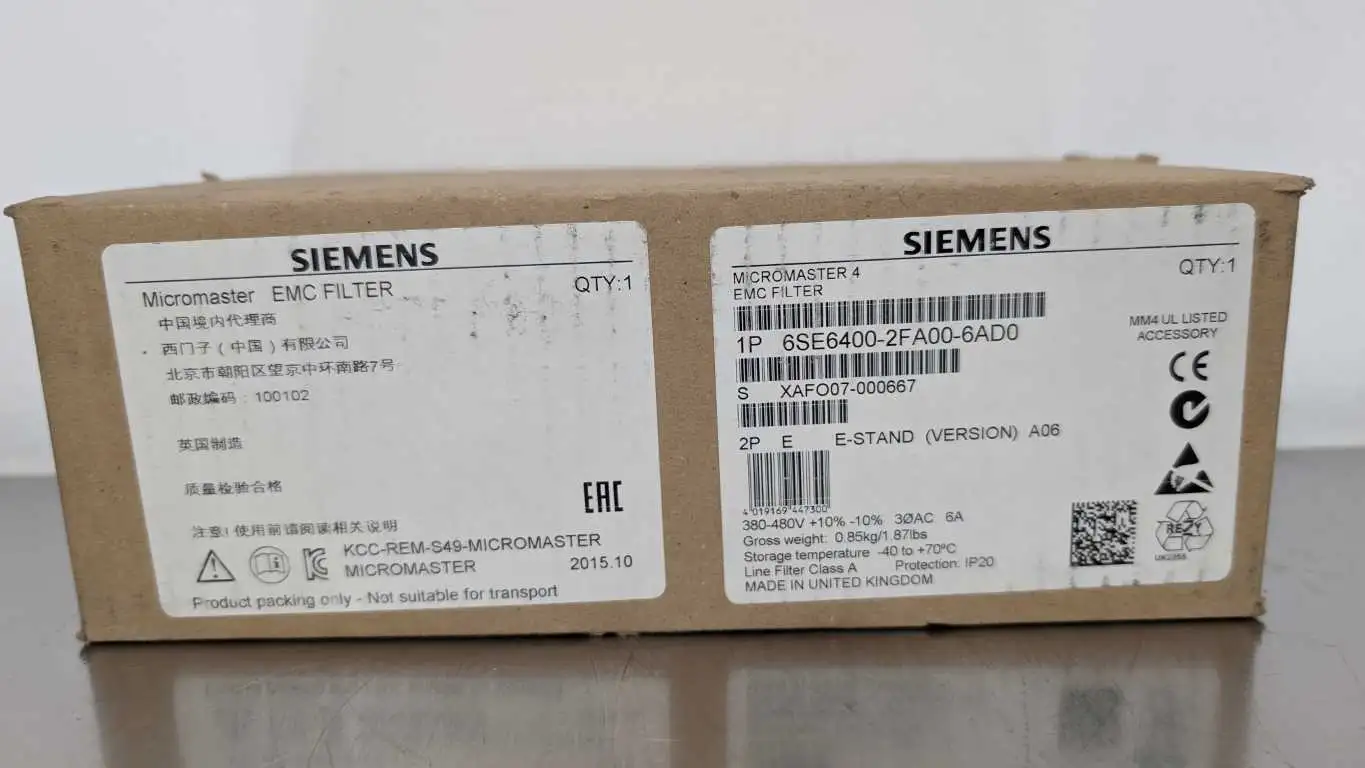 SIEMENS
Micromaster EMC FILTER QTY:1
中国境内代理商
西门子(中国)有限公司
北京市朝阳区望京中环南路7号
邮政编码：100102
英国制造
质量检验合格
EAC
注意! 使用前请阅读相关说明
KCC-REM-S49-MICROMASTER
MICROMASTER 2015.10
Product packing only - Not suitable for transport
SIEMENS
MICROMASTER 4 QTY:1
EMC FILTER
1P 6SE6400-2FA00-6AD0
MM4 UL LISTED
ACCESSORY
S XAFO07-000667
CE
2P E E-STAND (VERSION) A06
4 019169 447300
380-480V +10% -10% 3ØAC 6A
Gross weight: 0.85kg/1.87lbs
Storage temperature -40 to +70ºC
Line Filter Class A Protection: IP20
MADE IN UNITED KINGDOM
REZY